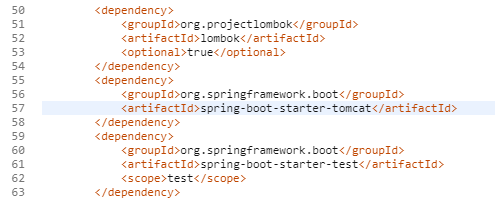 50 <dependency>
51 <groupId>org.projectlombok</groupId>
52 <artifactId>lombok</artifactId>
53 <optional>true</optional>
54 </dependency>
55 <dependency>
56 <groupId>org.springframework.boot</groupId>
57 <artifactId>spring-boot-starter-tomcat</artifactId>
58 </dependency>
59 <dependency>
60 <groupId>org.springframework.boot</groupId>
61 <artifactId>spring-boot-starter-test</artifactId>
62 <scope>test</scope>
63 </dependency>